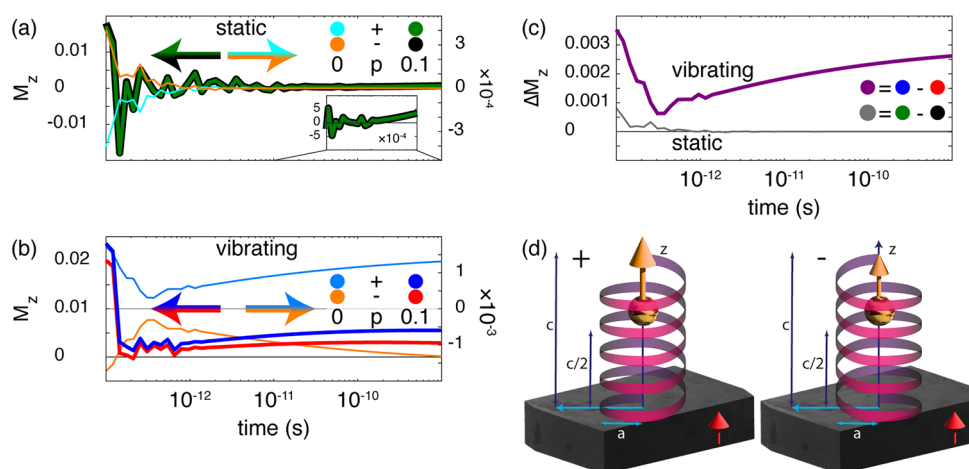 (a)
static
0.01
0
-0.01
M_z
+
-
0 p 0.1
3
0
-3
×10⁻⁴
5
0
-5
×10⁻⁴
(b)
vibrating
0.02
0.01
0
M_z
+
-
0 p 0.1
1
0
-1
×10⁻³
10⁻¹² 10⁻¹¹ 10⁻¹⁰
time (s)
(c)
0.003
0.002
0.001
0
ΔM_z
vibrating
= -
= -
static
10⁻¹² 10⁻¹¹ 10⁻¹⁰
time (s)
(d)
+
z
c
c/2
a
-
z
c
c/2
a